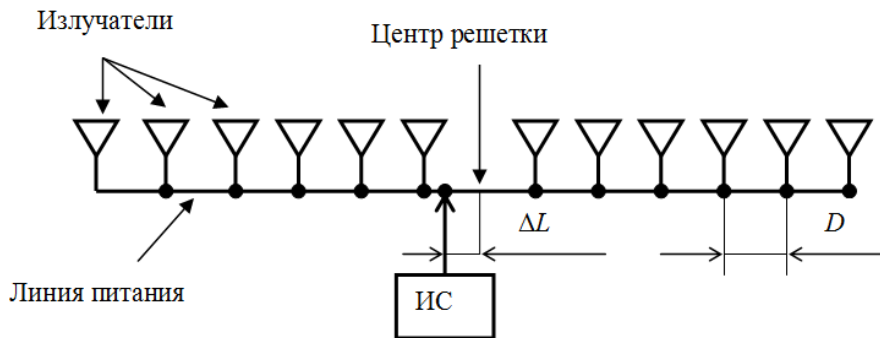 Излучатели
Центр решетки
ΔL
D
Линия питания
ИС